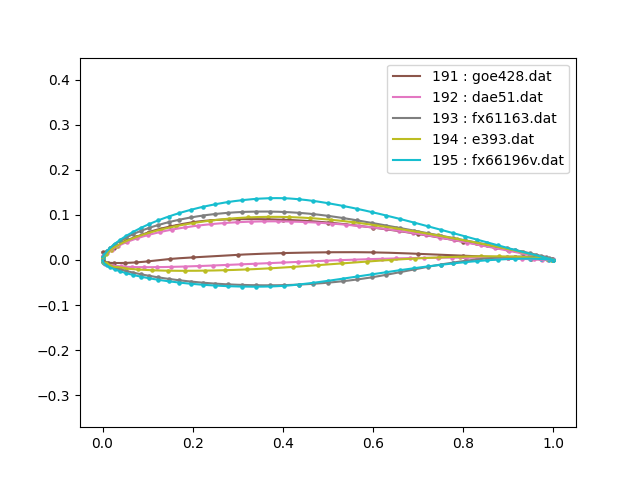 0.4
0.3
0.2
0.1
0.0
−0.1
−0.2
−0.3
0.0 0.2 0.4 0.6 0.8 1.0
191 : goe428.dat
192 : dae51.dat
193 : fx61163.dat
194 : e393.dat
195 : fx66196v.dat